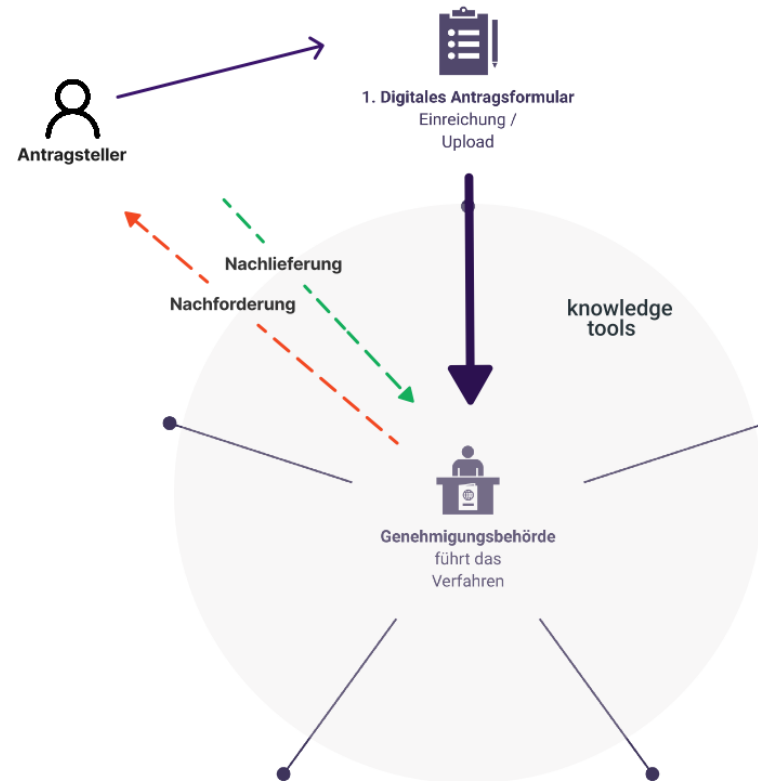 1. Digitales Antragsformular
Einreichung /
Upload
Antragsteller
Nachlieferung
Nachforderung
knowledge
tools
Genehmigungsbehörde
führt das
Verfahren